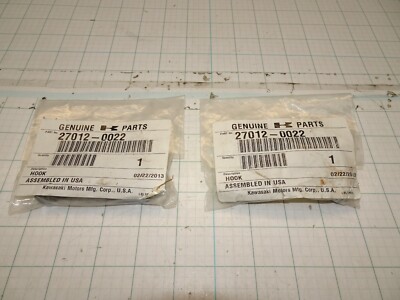 GENUINE K PARTS
27012-0022
1
HOOK 02/22/2013
ASSEMBLED IN USA
Kawasaki Motors Mfg. Corp., U.S.A.
GENUINE K PARTS
27012-0022
1
HOOK
ASSEMBLED IN USA
Kawasaki Motors Mfg. Corp., U.S.A.